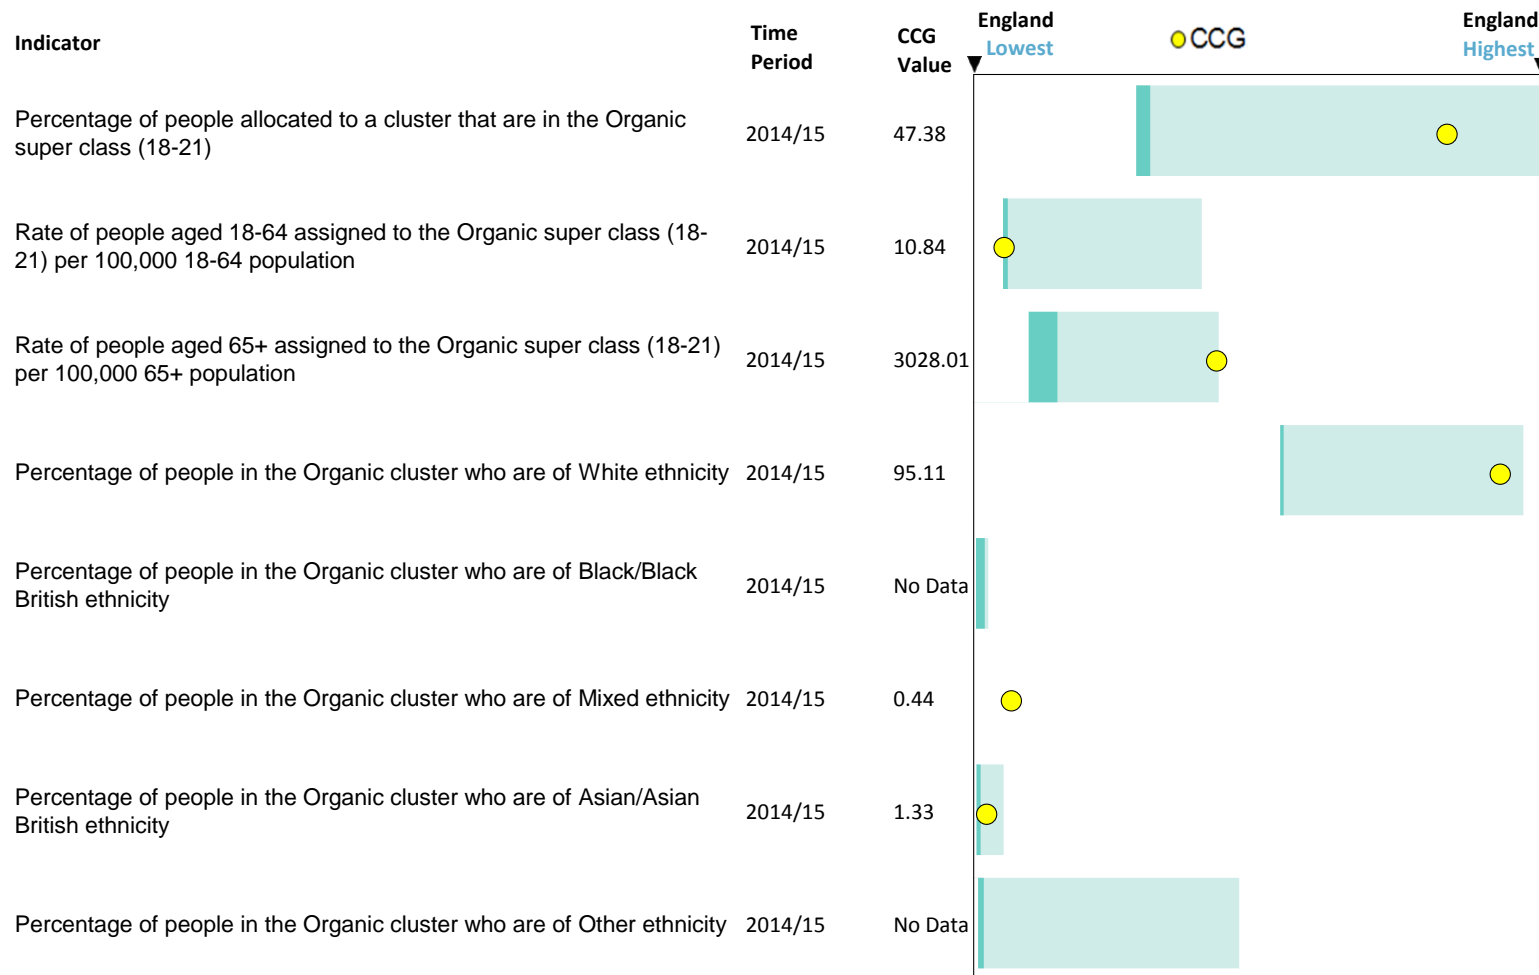 Indicator
Time Period
CCG Value
England Lowest
CCG
England Highest
Percentage of people allocated to a cluster that are in the Organic
super class (18-21)
2014/15
47.38
Rate of people aged 18-64 assigned to the Organic super class (18-
21) per 100,000 18-64 population
2014/15
10.84
Rate of people aged 65+ assigned to the Organic super class (18-21)
per 100,000 65+ population
2014/15
3028.01
Percentage of people in the Organic cluster who are of White ethnicity
2014/15
95.11
Percentage of people in the Organic cluster who are of Black/Black
British ethnicity
2014/15
No Data
Percentage of people in the Organic cluster who are of Mixed ethnicity
2014/15
0.44
Percentage of people in the Organic cluster who are of Asian/Asian
British ethnicity
2014/15
1.33
Percentage of people in the Organic cluster who are of Other ethnicity
2014/15
No Data